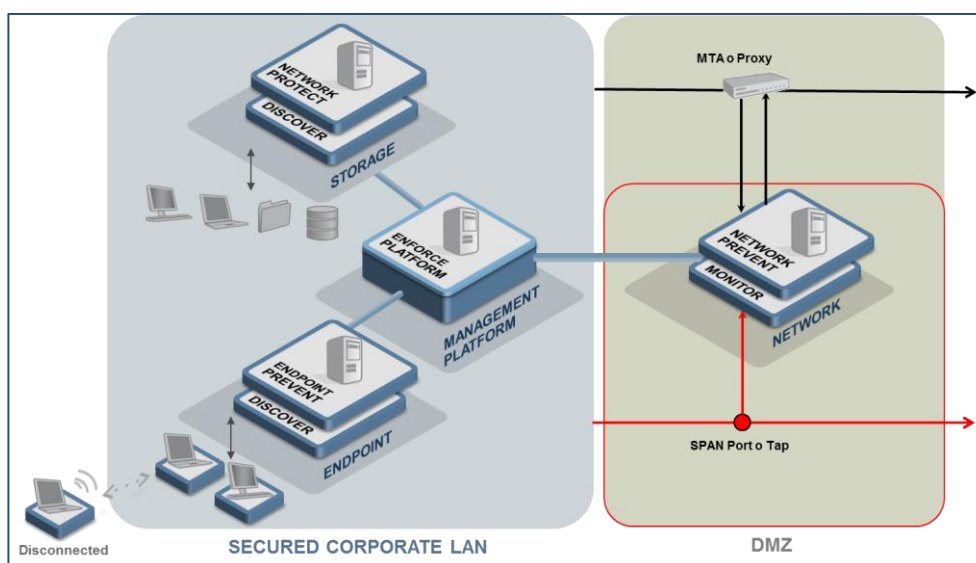 NETWORK
PROTECT
DISCOVER
STORAGE
MTA o Proxy
ENFORCE
PLATFORM
MANAGEMENT
PLATFORM
NETWORK
PREVENT
MONITOR
NETWORK
ENDPOINT
PREVENT
DISCOVER
ENDPOINT
SPAN Port o Tap
Disconnected
SECURED CORPORATE LAN
DMZ